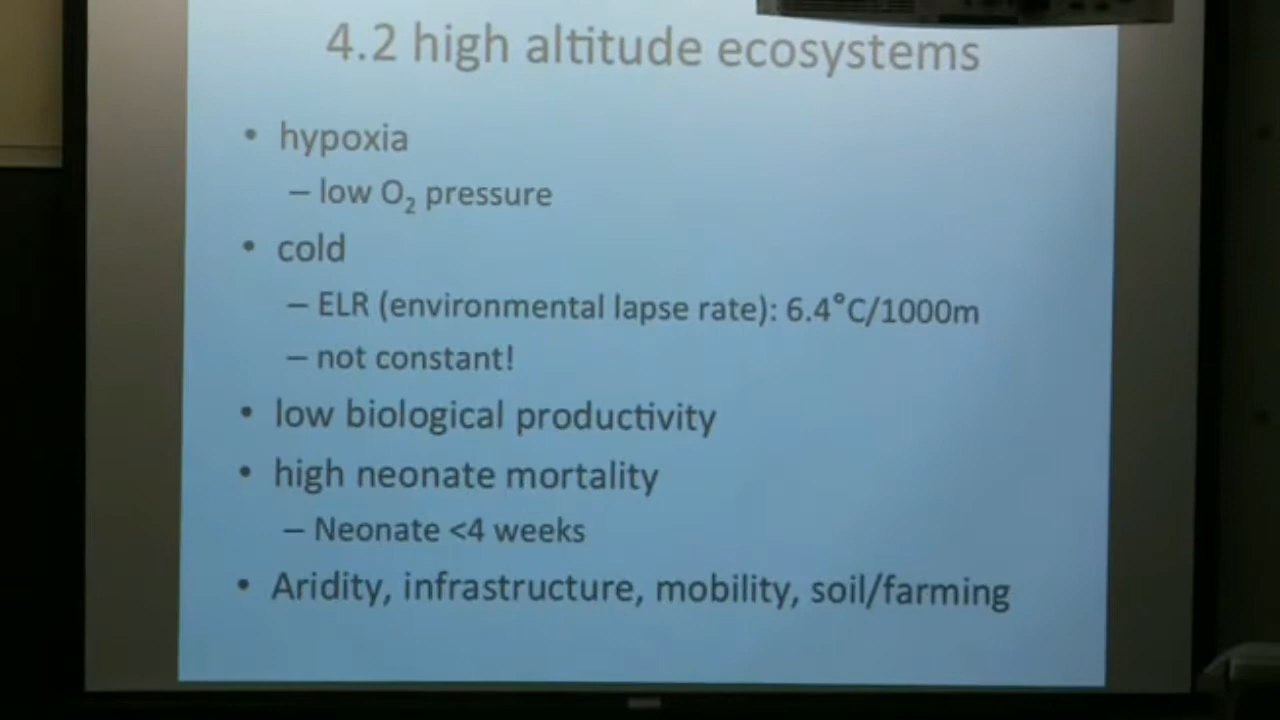 4.2 high altitude ecosystems
• hypoxia
– low O₂ pressure
• cold
– ELR (environmental lapse rate): 6.4°C/1000m
– not constant!
• low biological productivity
• high neonate mortality
– Neonate <4 weeks
• Aridity, infrastructure, mobility, soil/farming